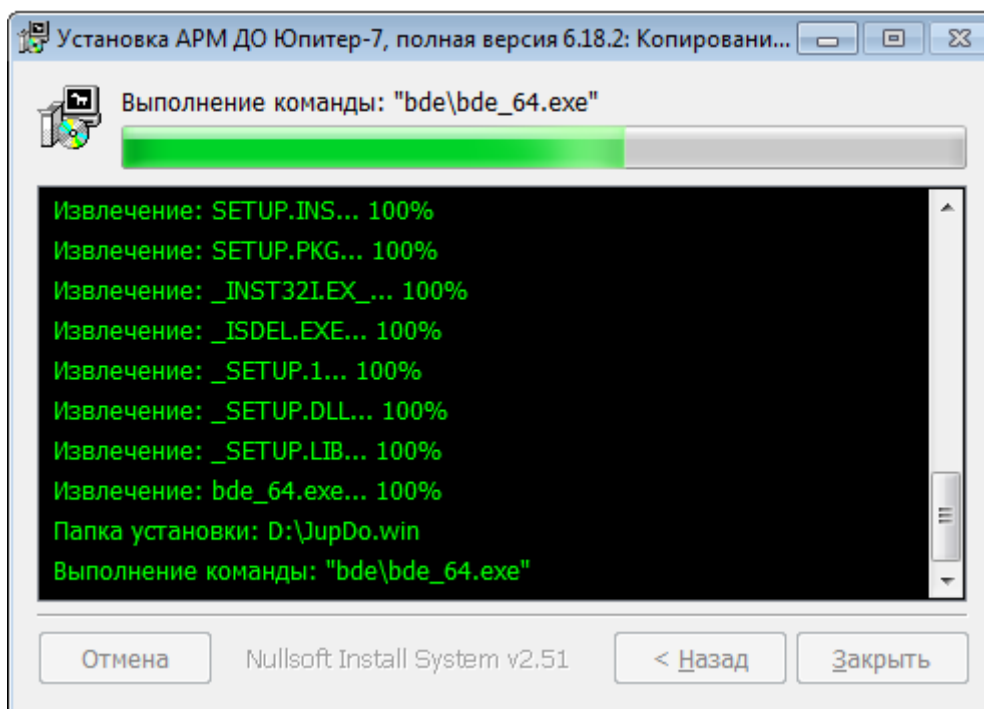 Установка АРМ ДО Юпитер-7, полная версия 6.18.2: Копировани...
Выполнение команды: "bde\bde_64.exe"
Извлечение: SETUP.INS... 100%
Извлечение: SETUP.PKG... 100%
Извлечение: _INST32I.EX_... 100%
Извлечение: _ISDEL.EXE... 100%
Извлечение: _SETUP.1... 100%
Извлечение: _SETUP.DLL... 100%
Извлечение: _SETUP.LIB... 100%
Извлечение: bde_64.exe... 100%
Папка установки: D:\JupDo.win
Выполнение команды: "bde\bde_64.exe"
Отмена
Nullsoft Install System v2.51
< Назад
Закрыть